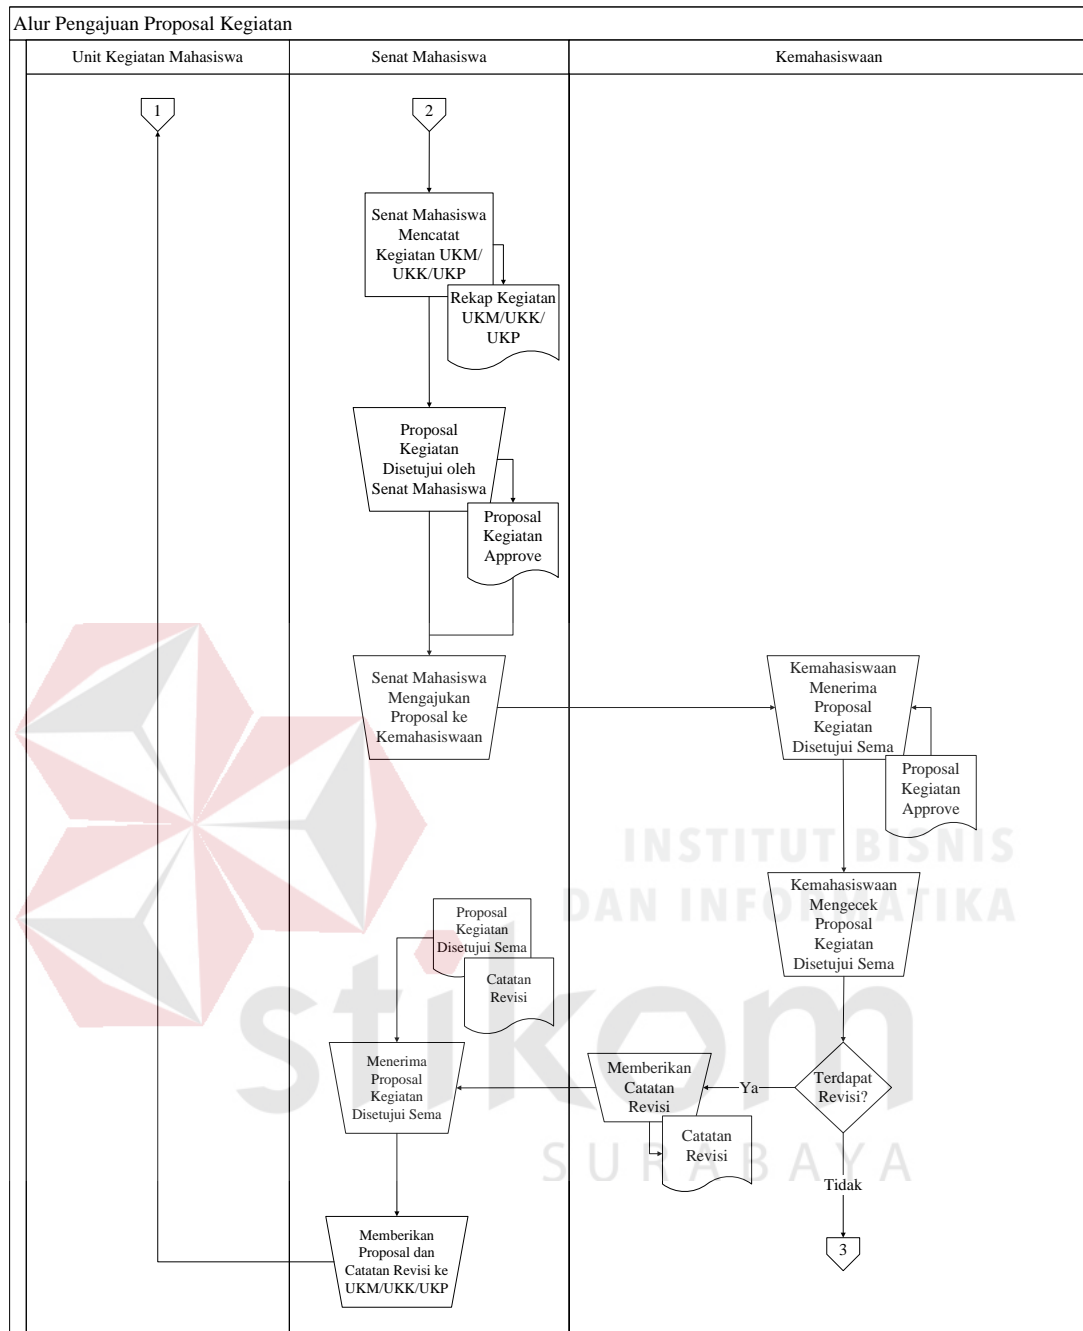 Alur Pengajuan Proposal Kegiatan
Unit Kegiatan Mahasiswa
Senat Mahasiswa
Kemahasiswaan
1
2
Senat Mahasiswa
Mencatat
Kegiatan UKM/
UKK/UKP
Rekap Kegiatan
UKM/UKK/
UKP
Proposal
Kegiatan
Disetujui oleh
Senat Mahasiswa
Proposal
Kegiatan
Approve
Senat Mahasiswa
Mengajukan
Proposal ke
Kemahasiswaan
Kemahasiswaan
Menerima
Proposal
Kegiatan
Disetujui Sema
Proposal
Kegiatan
Approve
INSTITUT BISNIS
DAN INFORMATIKA
Kemahasiswaan
Mengecek
Proposal
Kegiatan
Disetujui Sema
Proposal
Kegiatan
Disetujui Sema
Catatan
Revisi
stikom
SURABAYA
Menerima
Proposal
Kegiatan
Disetujui Sema
Memberikan
Catatan
Revisi
Ya
Terdapat
Revisi?
Catatan
Revisi
Tidak
Memberikan
Proposal dan
Catatan Revisi ke
UKM/UKK/UKP
3